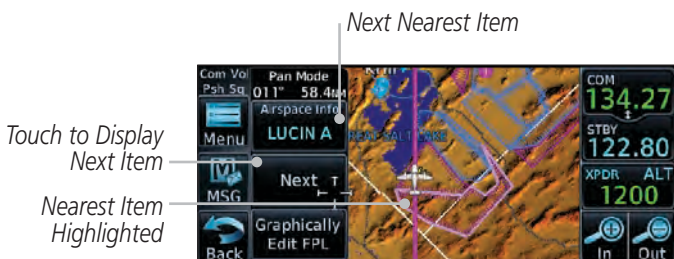 Next Nearest Item
Com Vol
Psh Sq
Pan Mode
011° 58.4NM
Airspace Info
LUCIN A
Menu
Touch to Display
Next Item
Next
MSG
Nearest Item
Highlighted
Graphically
Edit FPL
Back
GREAT SALT LAKE
COM
134.27
STBY
122.80
XPDR ALT
1200
In
Out